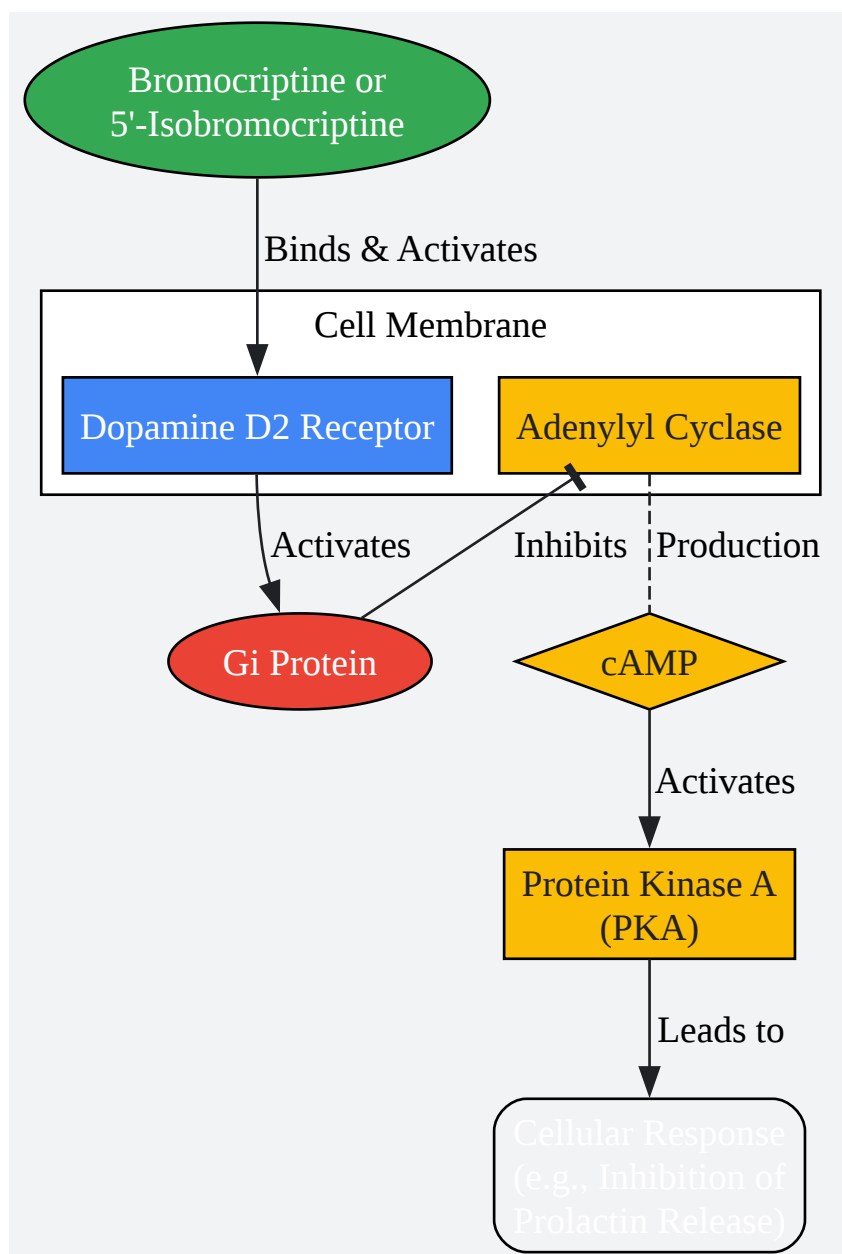 Bromocriptine or
5'-Isobromocriptine
Binds & Activates
Cell Membrane
Dopamine D2 Receptor
Adenylyl Cyclase
Activates
Inhibits
Production
Gi Protein
cAMP
Activates
Protein Kinase A
(PKA)
Leads to
Cellular Response
(e.g., Inhibition of
Prolactin Release)